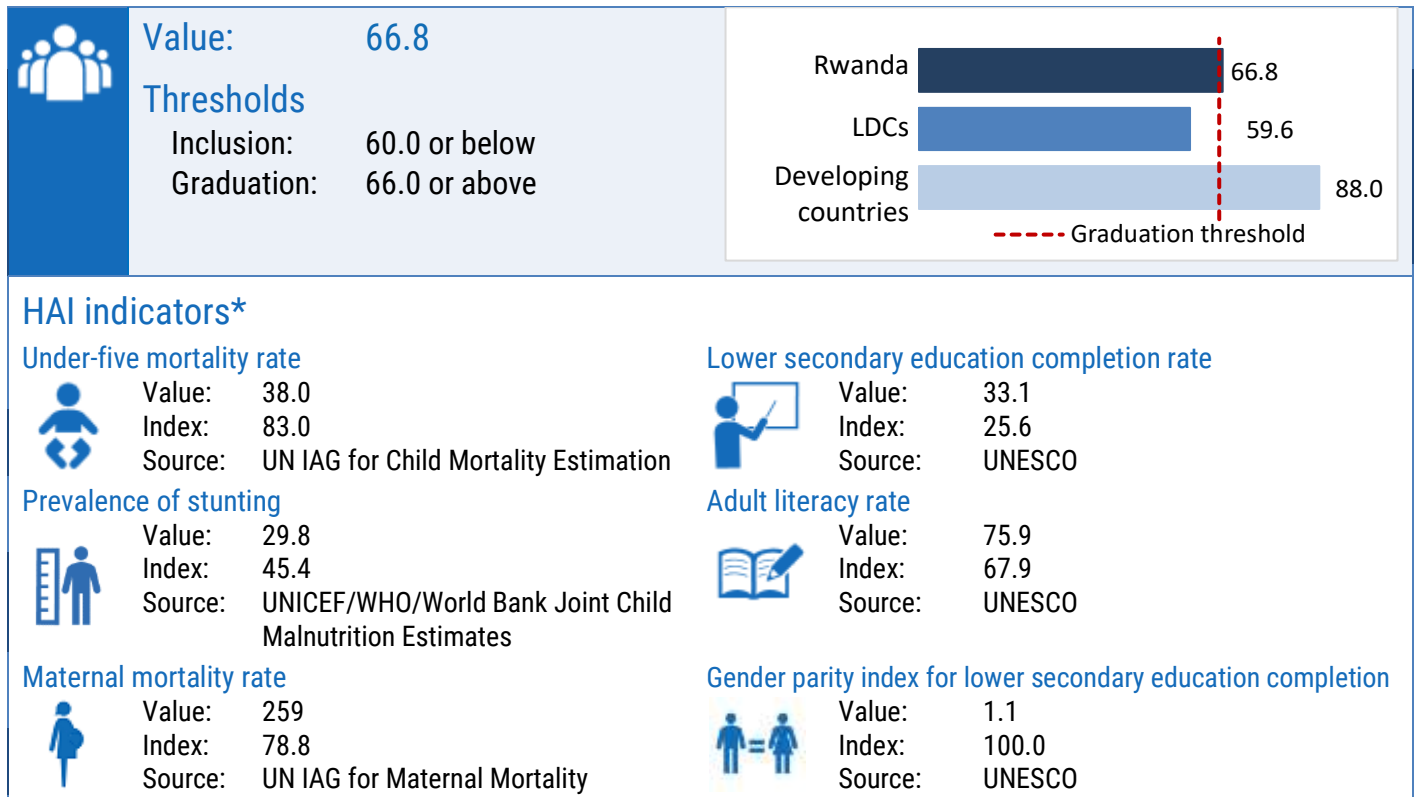 Value: 66.8
Thresholds
Inclusion: 60.0 or below
Graduation: 66.0 or above
Rwanda 66.8
LDCs 59.6
Developing
countries 88.0
Graduation threshold
HAI indicators*
Under-five mortality rate
Value: 38.0
Index: 83.0
Source: UN IAG for Child Mortality Estimation
Prevalence of stunting
Value: 29.8
Index: 45.4
Source: UNICEF/WHO/World Bank Joint Child
Malnutrition Estimates
Maternal mortality rate
Value: 259
Index: 78.8
Source: UN IAG for Maternal Mortality
Lower secondary education completion rate
Value: 33.1
Index: 25.6
Source: UNESCO
Adult literacy rate
Value: 75.9
Index: 67.9
Source: UNESCO
Gender parity index for lower secondary education completion
Value: 1.1
Index: 100.0
Source: UNESCO